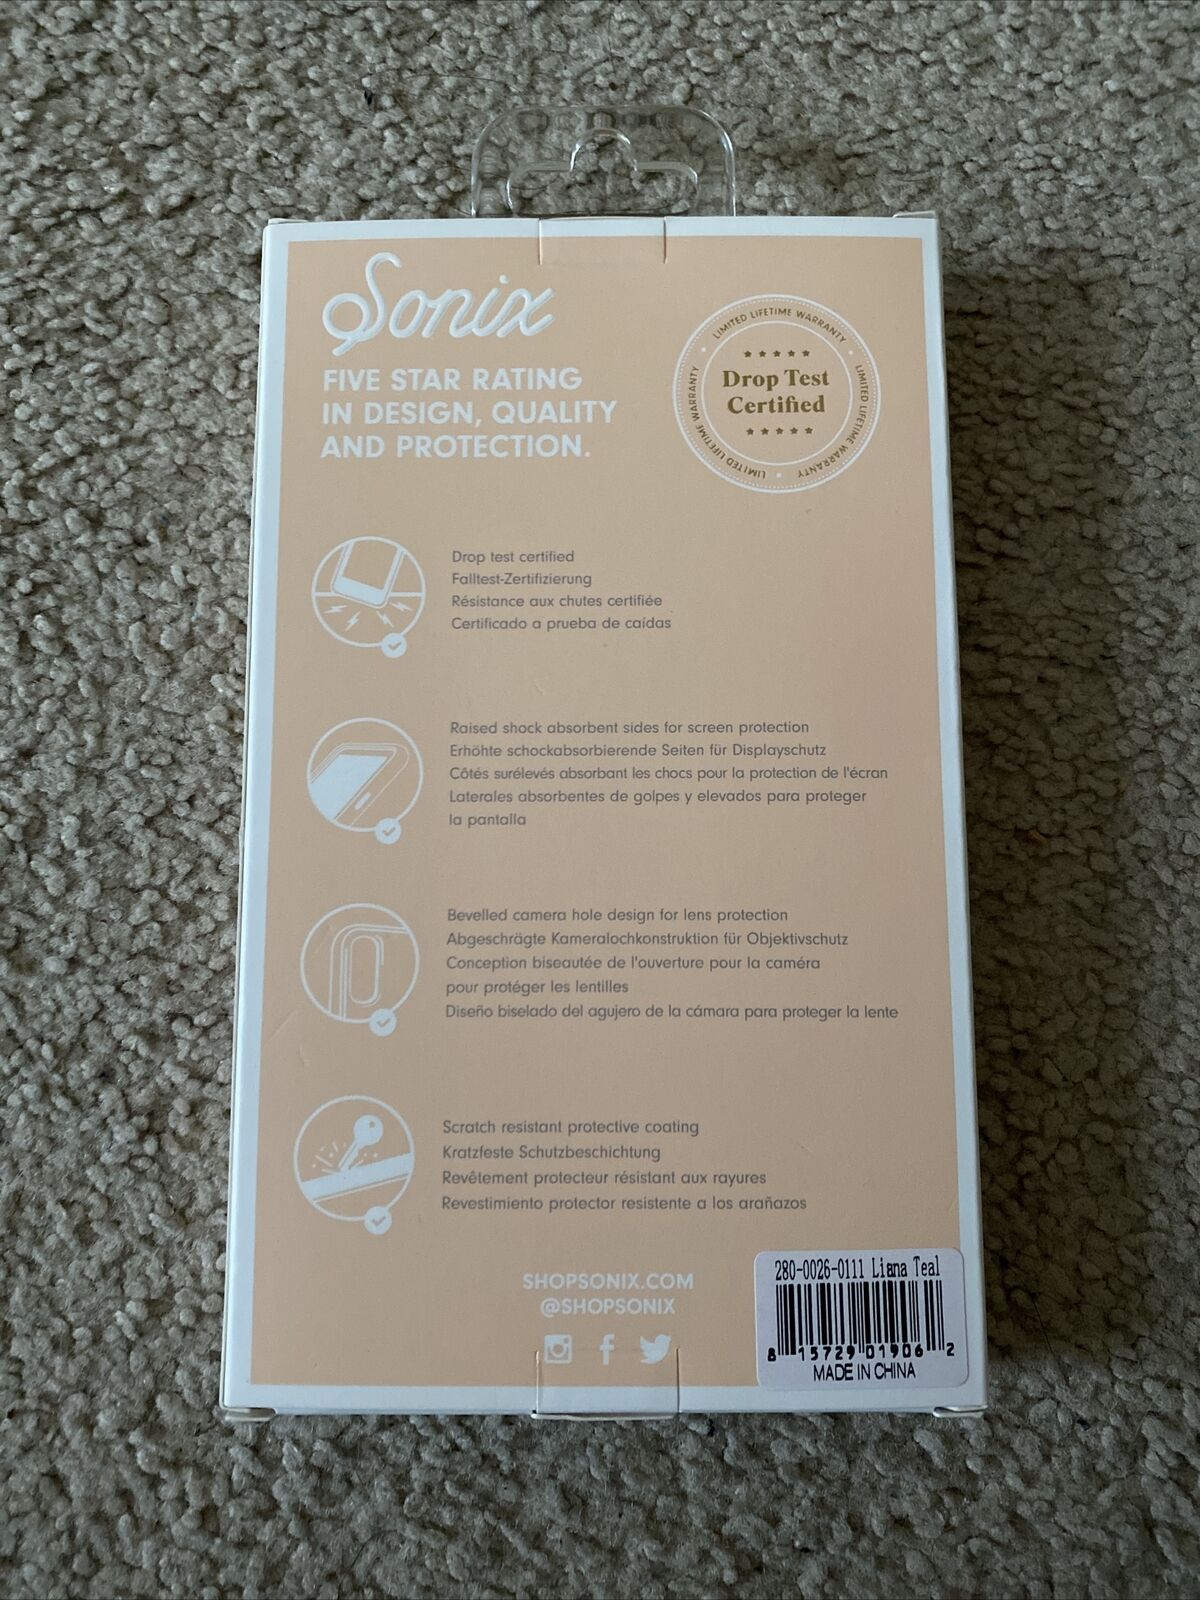 Sonix
FIVE STAR RATING
IN DESIGN, QUALITY
AND PROTECTION.
LIMITED LIFETIME WARRANTY
LIMITED LIFETIME WARRANTY
LIMITED LIFETIME WARRANTY
Drop Test
Certified
Drop test certified
Falltest-Zertifizierung
Résistance aux chutes certifiée
Certificado a prueba de caídas
Raised shock absorbent sides for screen protection
Erhöhte schockabsorbierende Seiten für Displayschutz
Côtés surélevés absorbant les chocs pour la protection de l'écran
Laterales absorbentes de golpes y elevados para proteger
la pantalla
Bevelled camera hole design for lens protection
Abgeschrägte Kameralochkonstruktion für Objektivschutz
Conception biseautée de l'ouverture pour la caméra
pour protéger les lentilles
Diseño biselado del agujero de la cámara para proteger la lente
Scratch resistant protective coating
Kratzfeste Schutzbeschichtung
Revêtement protecteur résistant aux rayures
Revestimiento protector resistente a los arañazos
SHOPSONIX.COM
@SHOPSONIX
280-0026-0111 Liana Teal
8 15729 01906 2
MADE IN CHINA